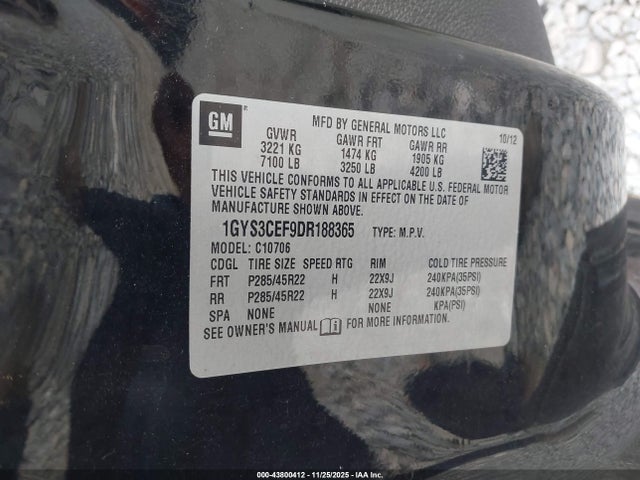 GM ®
MFD BY GENERAL MOTORS LLC 10/12
GVWR GAWR FRT GAWR RR
3221 KG 1474 KG 1905 KG
7100 LB 3250 LB 4200 LB
THIS VEHICLE CONFORMS TO ALL APPLICABLE U.S. FEDERAL MOTOR
VEHICLE SAFETY STANDARDS IN EFFECT ON THE DATE OF
MANUFACTURE SHOWN ABOVE.
1GYS3CEF9DR188365 TYPE: M.P.V.
MODEL: C10706
CDGL TIRE SIZE SPEED RTG RIM COLD TIRE PRESSURE
FRT P285/45R22 H 22X9J 240KPA(35PSI)
RR P285/45R22 H 22X9J 240KPA(35PSI)
SPA NONE NONE KPA(PSI)
SEE OWNER'S MANUAL FOR MORE INFORMATION.
000-43800412 - 11/25/2025 - IAAI.com